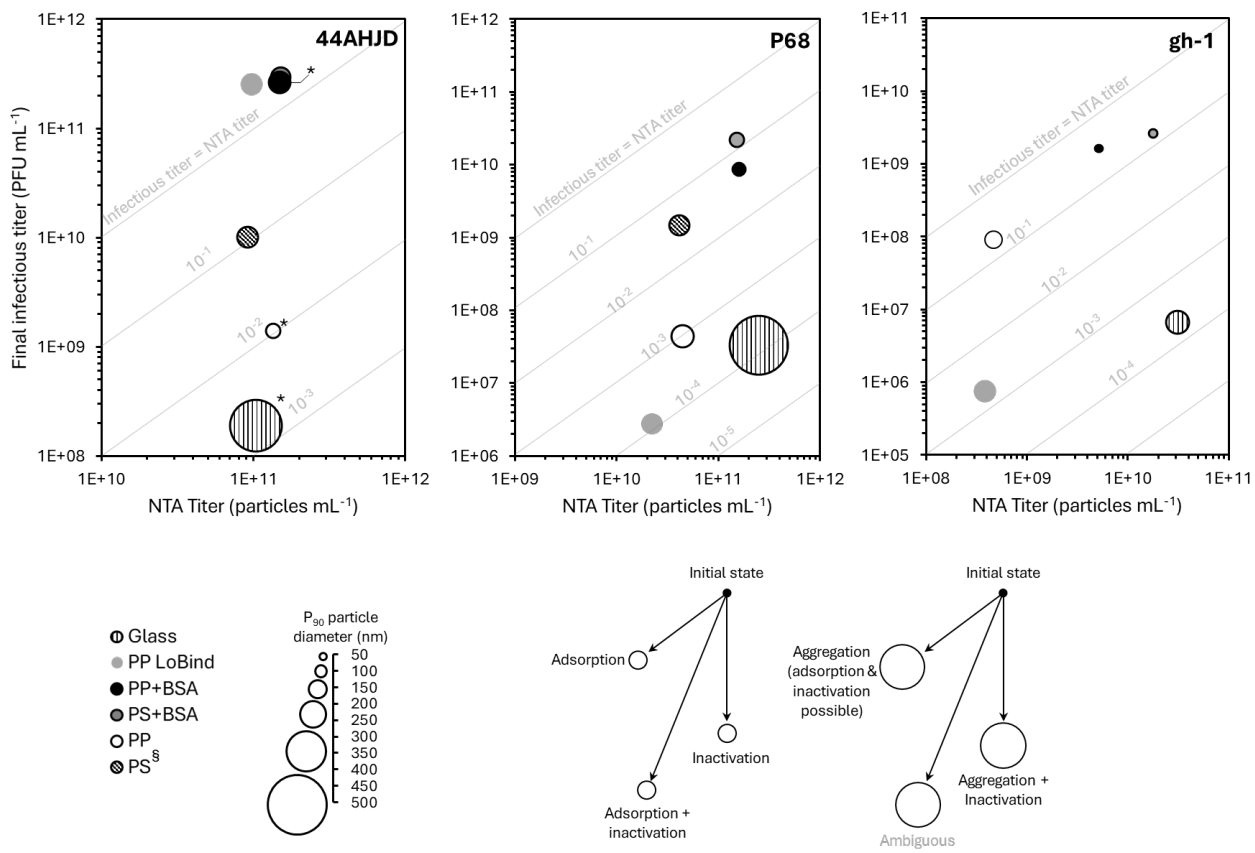 44AHJD
P68
gh-1
Final infectious titer (PFU mL-1)
1E+12
1E+11
1E+10
1E+09
1E+08
1E+10
1E+11
1E+12
NTA Titer (particles mL-1)
Infectious titer = NTA titer
10-1
10-2
10-3
*
*
*
1E+12
1E+11
1E+10
1E+09
1E+08
1E+07
1E+06
1E+09
1E+10
1E+11
1E+12
NTA Titer (particles mL-1)
Infectious titer = NTA titer
10-1
10-2
10-3
10-4
10-5
1E+11
1E+10
1E+09
1E+08
1E+07
1E+06
1E+05
1E+08
1E+09
1E+10
1E+11
NTA Titer (particles mL-1)
Infectious titer = NTA titer
10-1
10-2
10-3
10-4
Glass
PP LoBind
PP+BSA
PS+BSA
PP
PS§
P90 particle
diameter (nm)
50
100
150
200
250
300
350
400
450
500
Initial state
Adsorption
Inactivation
Adsorption +
inactivation
Initial state
Aggregation
(adsorption &
inactivation
possible)
Aggregation +
Inactivation
Ambiguous